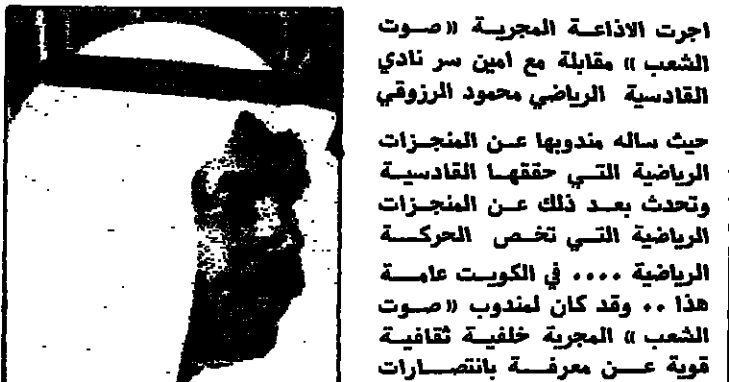 اجرت الاذاعة المجرية «صوت
الشعب» مقابلة مع امين سر نادي
القادسية الرياضي محمود الرزوقي
حيث ساله مندوبها عن المنجزات
الرياضية التي حققها القادسية
وتحدث بعد ذلك عن المنجزات
الرياضية التي تخص الحركة
الرياضية .... في الكويت عامة
هذا .. وقد كان لمندوب «صوت
الشعب» المجرية خلفية ثقافية
قوية عن معرفة بانتصارات